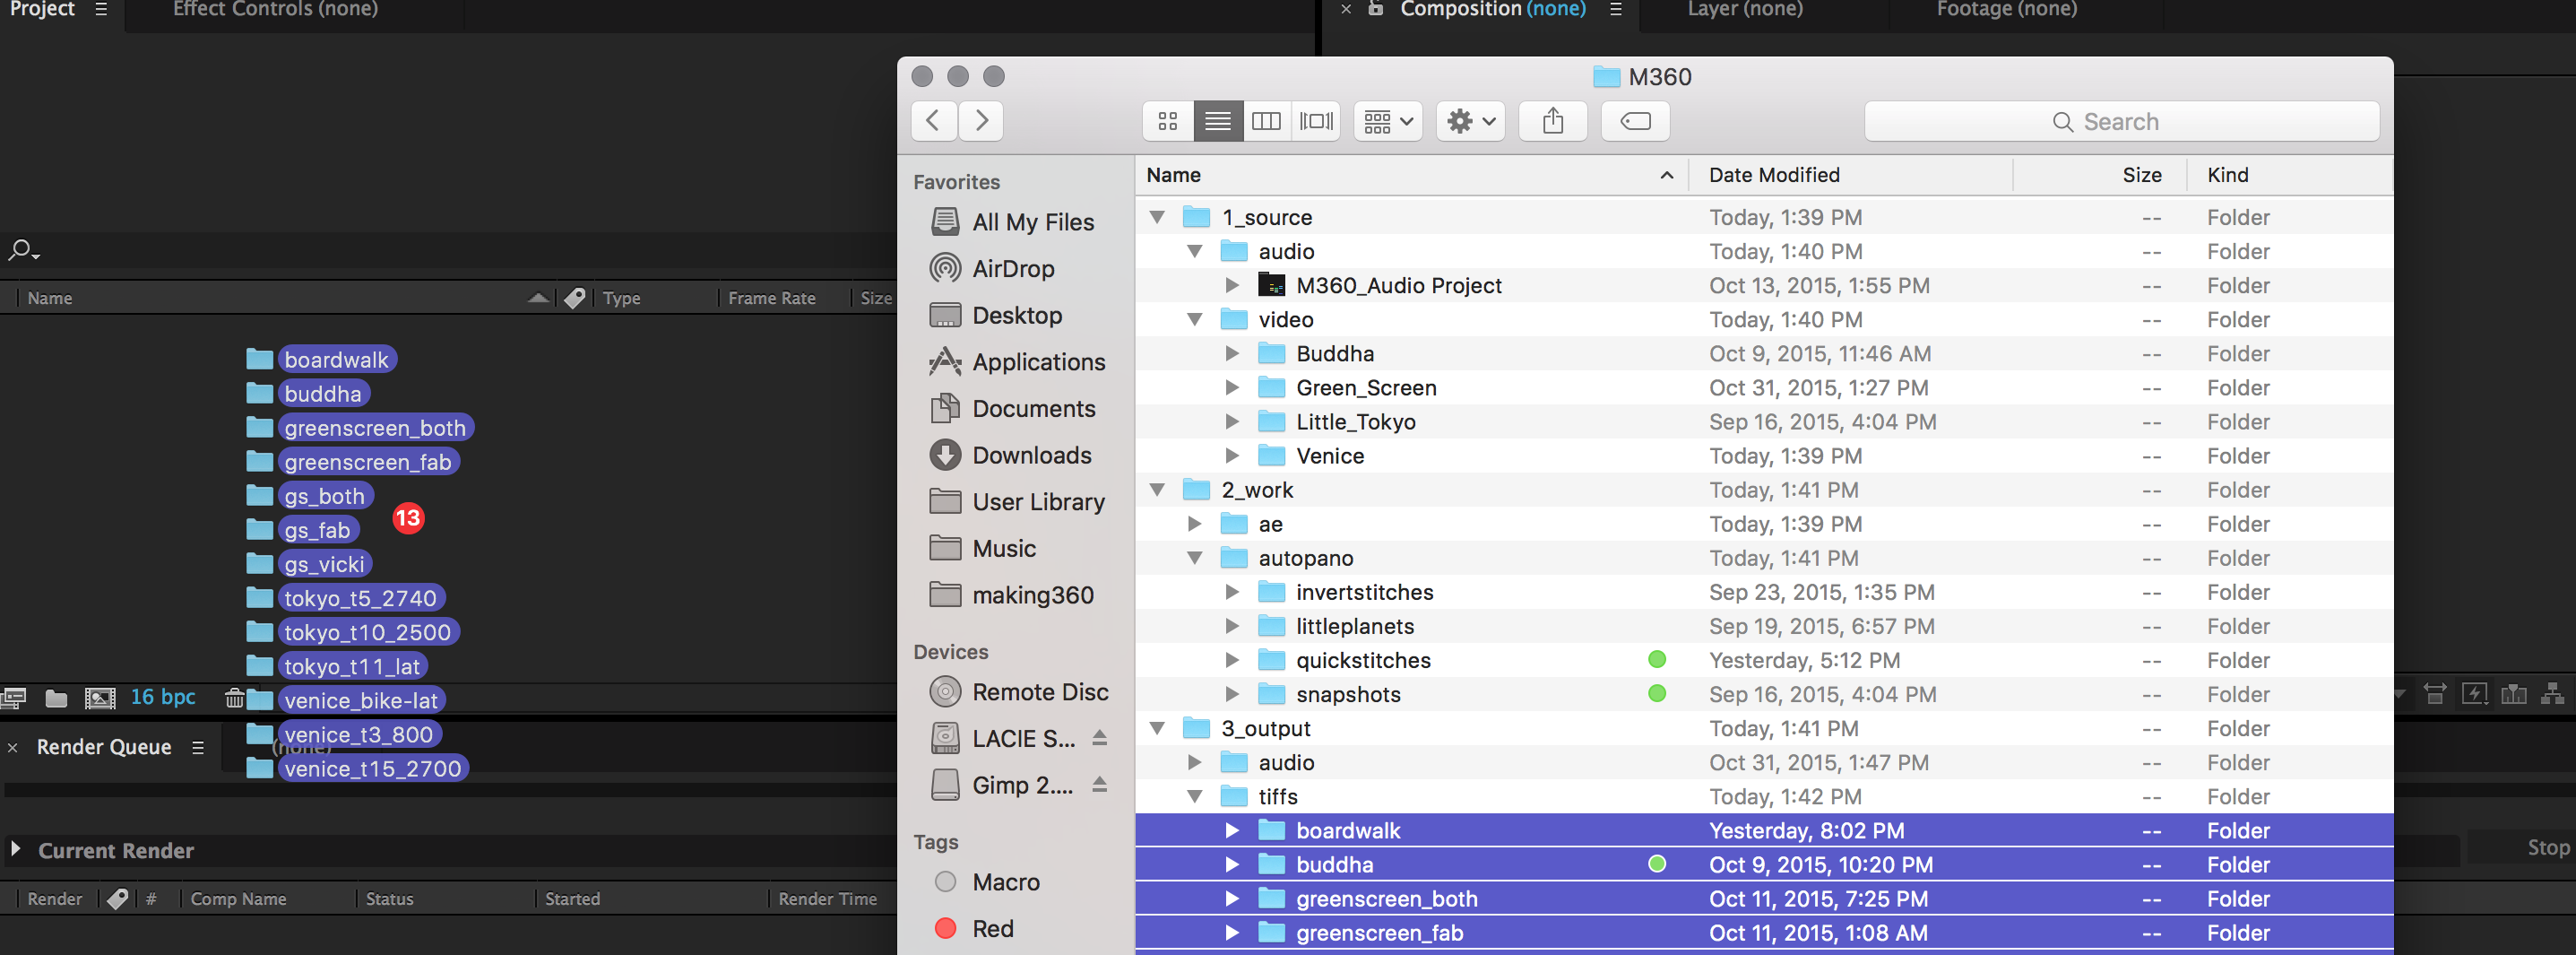 Project
Effect Controls (none)
Composition (none)
Layer (none)
Footage (none)
Name
Type
Frame Rate
Size
boardwalk
buddha
greenscreen_both
greenscreen_fab
gs_both
13
gs_fab
gs_vicki
tokyo_t5_2740
tokyo_t10_2500
tokyo_t11_lat
16 bpc
venice_bike-lat
venice_t3_800
venice_t15_2700
Render Queue
(none)
Current Render
Stop
Render
#
Comp Name
Status
Started
Render Time
M360
Search
Favorites
All My Files
AirDrop
Desktop
Applications
Documents
Downloads
User Library
Music
making360
Devices
Remote Disc
LACIE S...
Gimp 2....
Tags
Macro
Red
Name Date Modified Size Kind
1_source Today, 1:39 PM -- Folder
audio Today, 1:40 PM -- Folder
M360_Audio Project Oct 13, 2015, 1:55 PM -- Folder
video Today, 1:40 PM -- Folder
Buddha Oct 9, 2015, 11:46 AM -- Folder
Green_Screen Oct 31, 2015, 1:27 PM -- Folder
Little_Tokyo Sep 16, 2015, 4:04 PM -- Folder
Venice Today, 1:39 PM -- Folder
2_work Today, 1:41 PM -- Folder
ae Today, 1:39 PM -- Folder
autopano Today, 1:41 PM -- Folder
invertstitches Sep 23, 2015, 1:35 PM -- Folder
littleplanets Sep 19, 2015, 6:57 PM -- Folder
quickstitches Yesterday, 5:12 PM -- Folder
snapshots Sep 16, 2015, 4:04 PM -- Folder
3_output Today, 1:41 PM -- Folder
audio Oct 31, 2015, 1:47 PM -- Folder
tiffs Today, 1:42 PM -- Folder
boardwalk Yesterday, 8:02 PM -- Folder
buddha Oct 9, 2015, 10:20 PM -- Folder
greenscreen_both Oct 11, 2015, 7:25 PM -- Folder
greenscreen_fab Oct 11, 2015, 1:08 AM -- Folder